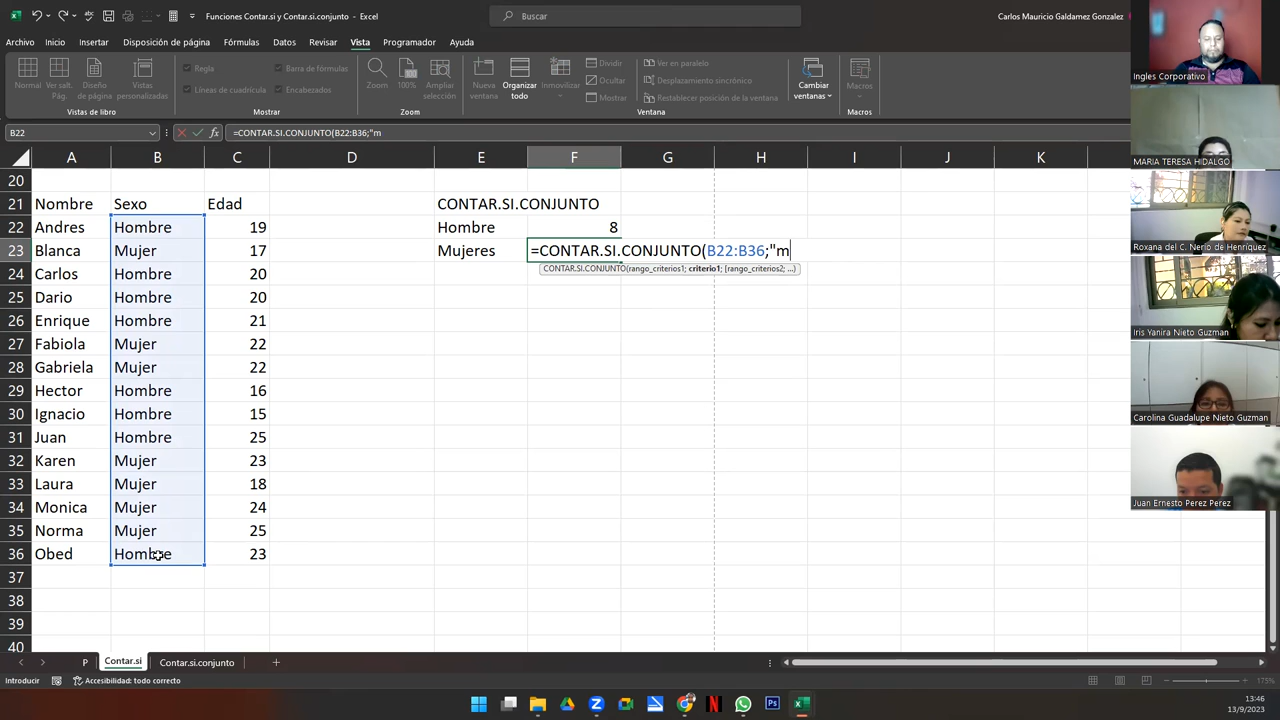 Funciones Contar.si y Contar.si.conjunto - Excel
Buscar
Carlos Mauricio Galdamez Gonzalez
Archivo Inicio Insertar Disposición de página Fórmulas Datos Revisar Vista Programador Ayuda
Normal Ver salt. Pág. Diseño de página Vistas personalizadas
Regla Barra de fórmulas
Líneas de cuadrícula Encabezados
Zoom 100% Ampliar selección
Nueva ventana Organizar todo Inmovilizar
Dividir Ocultar Mostrar
Ver en paralelo
Desplazamiento sincrónico
Restablecer posición de la ventana
Cambiar ventanas Macros
Vistas de libro Mostrar Zoom Ventana Macros
B22 =CONTAR.SI.CONJUNTO(B22:B36;"m
A B C D E F G H I J K
20
21 Nombre Sexo Edad CONTAR.SI.CONJUNTO
22 Andres Hombre 19 Hombre 8
23 Blanca Mujer 17 Mujeres =CONTAR.SI.CONJUNTO(B22:B36;"m
CONTAR.SI.CONJUNTO(rango_criterios1; criterio1; [rango_criterios2; ...)
24 Carlos Hombre 20
25 Dario Hombre 20
26 Enrique Hombre 21
27 Fabiola Mujer 22
28 Gabriela Mujer 22
29 Hector Hombre 16
30 Ignacio Hombre 15
31 Juan Hombre 25
32 Karen Mujer 23
33 Laura Mujer 18
34 Monica Mujer 24
35 Norma Mujer 25
36 Obed Hombre 23
37
38
39
40
P Contar.si Contar.si.conjunto
Introducir Accesibilidad: todo correcto 175%
13:46
13/9/2023
Ingles Corporativo
MARIA TERESA HIDALGO
Roxana del C. Nerio de Henriquez
Iris Yanira Nieto Guzman
Carolina Guadalupe Nieto Guzman
Juan Ernesto Perez Perez